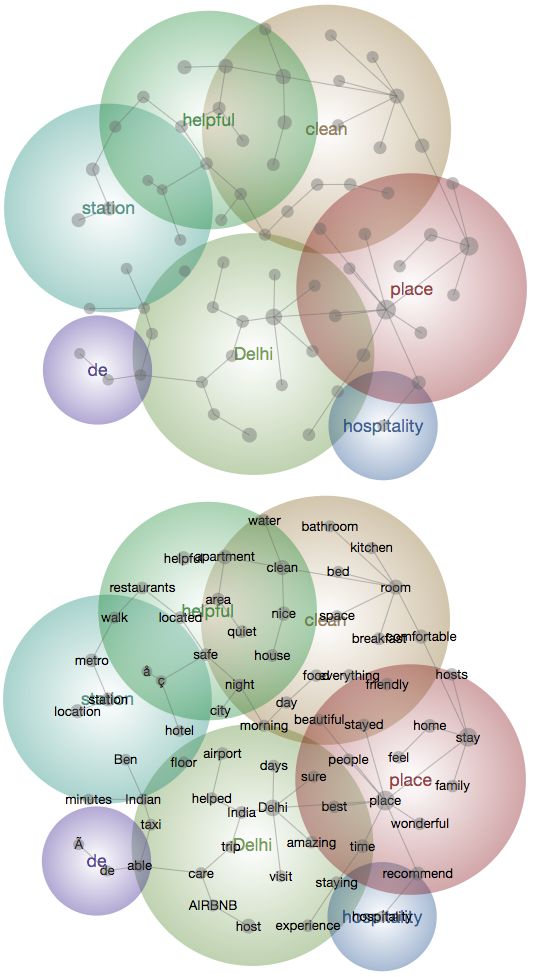 helpful
clean
station
place
Delhi
de
hospitality
water
bathroom
kitchen
helpful apartment
clean
bed
room
restaurants
area
helpful
walk
located
nice
space
clean
quiet
breakfast comfortable
metro
safe
house
â
ç
station
station
location
night
food everything
friendly
hosts
city
day
beautiful
stayed
home
hotel
morning
stay
Ben
floor
airport
days
people
feel
sure
place
family
minutes
Indian
helped
India
Delhi
best
place
taxi
wonderful
Ã
de
de
able
trip
Delhi
amazing
time
care
visit
staying
recommend
AIRBNB
host
experience
hospitality
hospitality